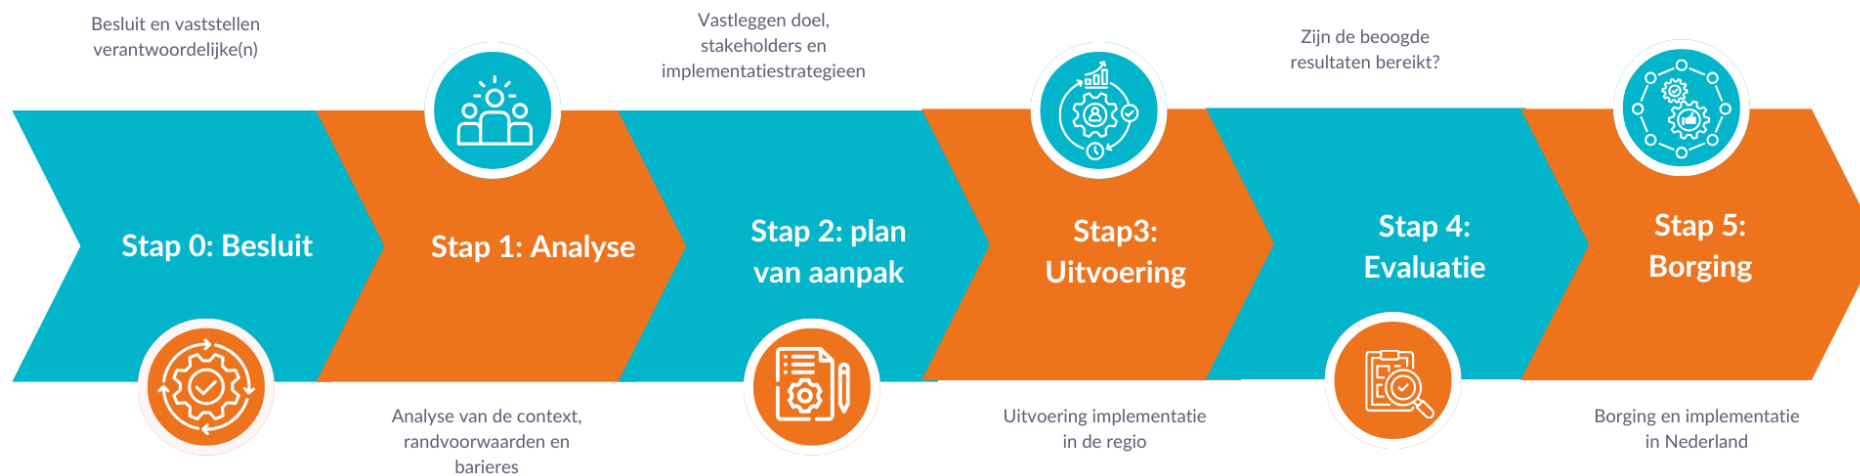 Besluit en vaststellen
verantwoordelijke(n)
Stap 0: Besluit
Stap 1: Analyse
Analyse van de context,
randvoorwaarden en
barieres
Vastleggen doel,
stakeholders en
implementatiestrategieen
Stap 2: plan
van aanpak
Stap3:
Uitvoering
Uitvoering implementatie
in de regio
Zijn de beoogde
resultaten bereikt?
Stap 4:
Evaluatie
Stap 5:
Borging
Borging en implementatie
in Nederland